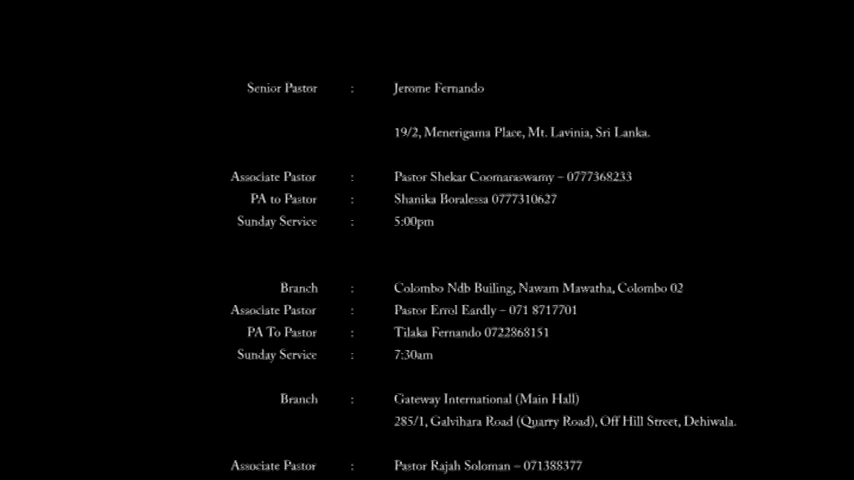 Senior Pastor : Jerome Fernando
19/2, Menerigama Place, Mt. Lavinia, Sri Lanka.
Associate Pastor : Pastor Shekar Coomaraswamy – 0777368233
PA to Pastor : Shanika Boralessa 0777310627
Sunday Service : 5:00pm
Branch : Colombo Ndb Builing, Nawam Mawatha, Colombo 02
Associate Pastor : Pastor Errol Eardly – 071 8717701
PA To Pastor : Tilaka Fernando 0722868151
Sunday Service : 7:30am
Branch : Gateway International (Main Hall)
285/1, Galvihara Road (Quarry Road), Off Hill Street, Dehiwala.
Associate Pastor : Pastor Rajah Soloman – 071388377